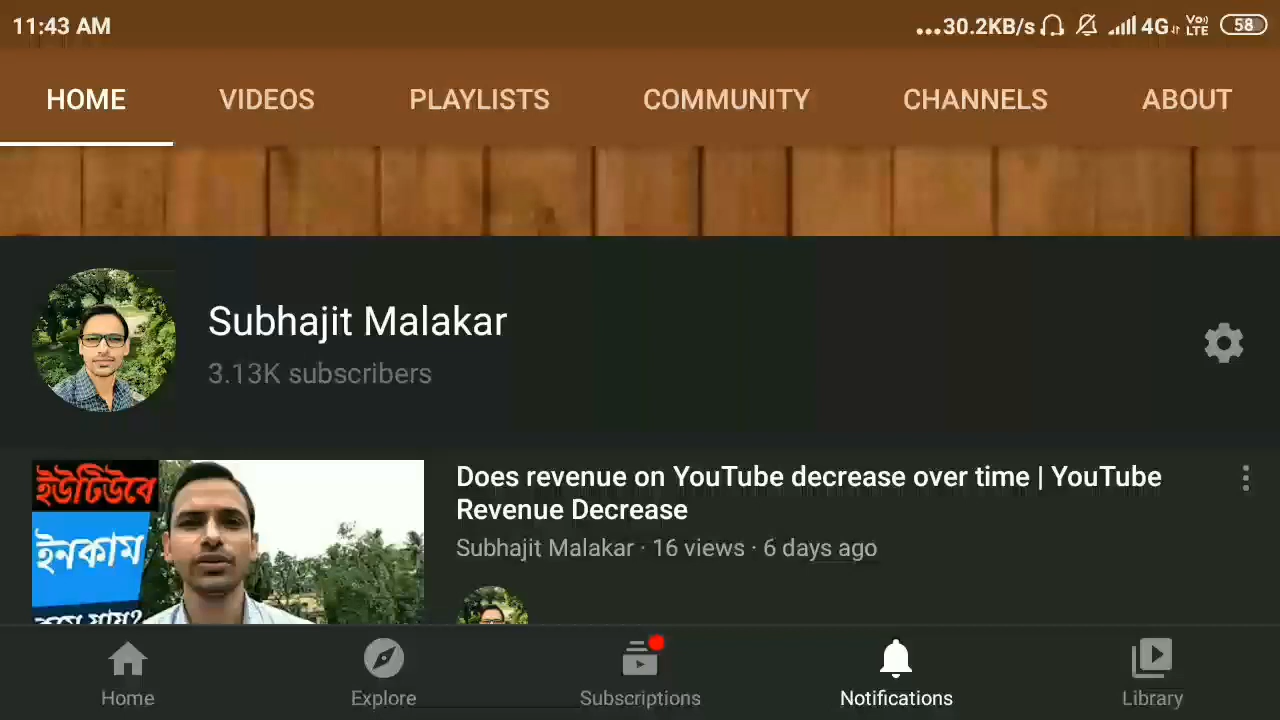 11:43 AM
...30.2KB/s 4G Vo) LTE 58
HOME VIDEOS PLAYLISTS COMMUNITY CHANNELS ABOUT
Subhajit Malakar
3.13K subscribers
ইউটিউবে
ইনকাম
Does revenue on YouTube decrease over time | YouTube
Revenue Decrease
Subhajit Malakar · 16 views · 6 days ago
Home Explore Subscriptions Notifications Library